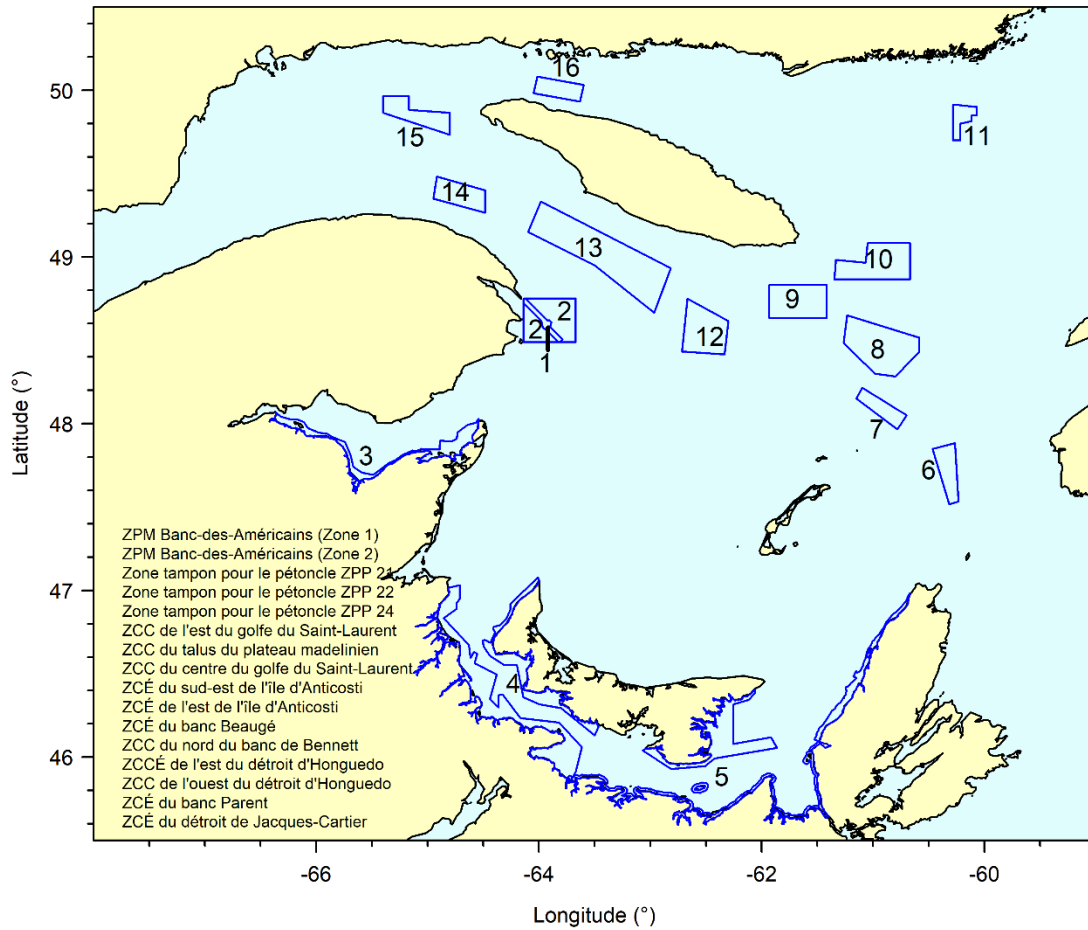 16
50
15
11
14
13
49
10
9
2
2
12
8
1
7
48
3
6
Latitude (°)
ZPM Banc-des-Américains (Zone 1)
ZPM Banc-des-Américains (Zone 2)
Zone tampon pour le pétoncle ZPP 21
47
Zone tampon pour le pétoncle ZPP 22
Zone tampon pour le pétoncle ZPP 24
ZCC de l'est du golfe du Saint-Laurent
ZCC du talus du plateau madelinien
ZCC du centre du golfe du Saint-Laurent
ZCÉ du sud-est de l'île d'Anticosti
4
ZCÉ de l'est de l'île d'Anticosti
ZCÉ du banc Beaugé
ZCC du nord du banc de Bennett
46
ZCCÉ de l'est du détroit d'Honguedo
5
ZCC de l'ouest du détroit d'Honguedo
ZCÉ du banc Parent
ZCÉ du détroit de Jacques-Cartier
-66 -64 -62 -60
Longitude (°)